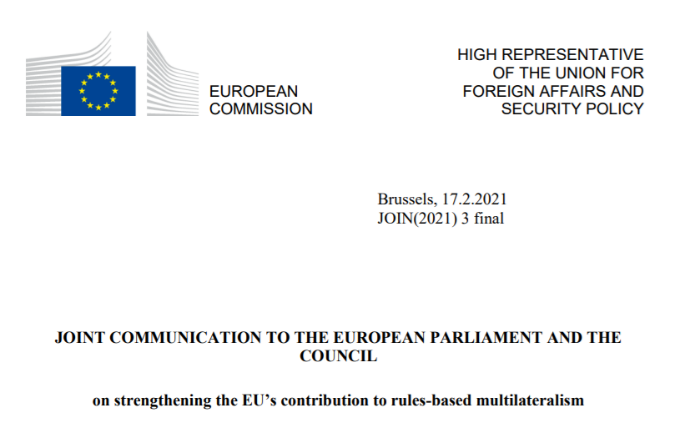 EUROPEAN
COMMISSION
HIGH REPRESENTATIVE
OF THE UNION FOR
FOREIGN AFFAIRS AND
SECURITY POLICY
Brussels, 17.2.2021
JOIN(2021) 3 final
JOINT COMMUNICATION TO THE EUROPEAN PARLIAMENT AND THE
COUNCIL
on strengthening the EU’s contribution to rules-based multilateralism